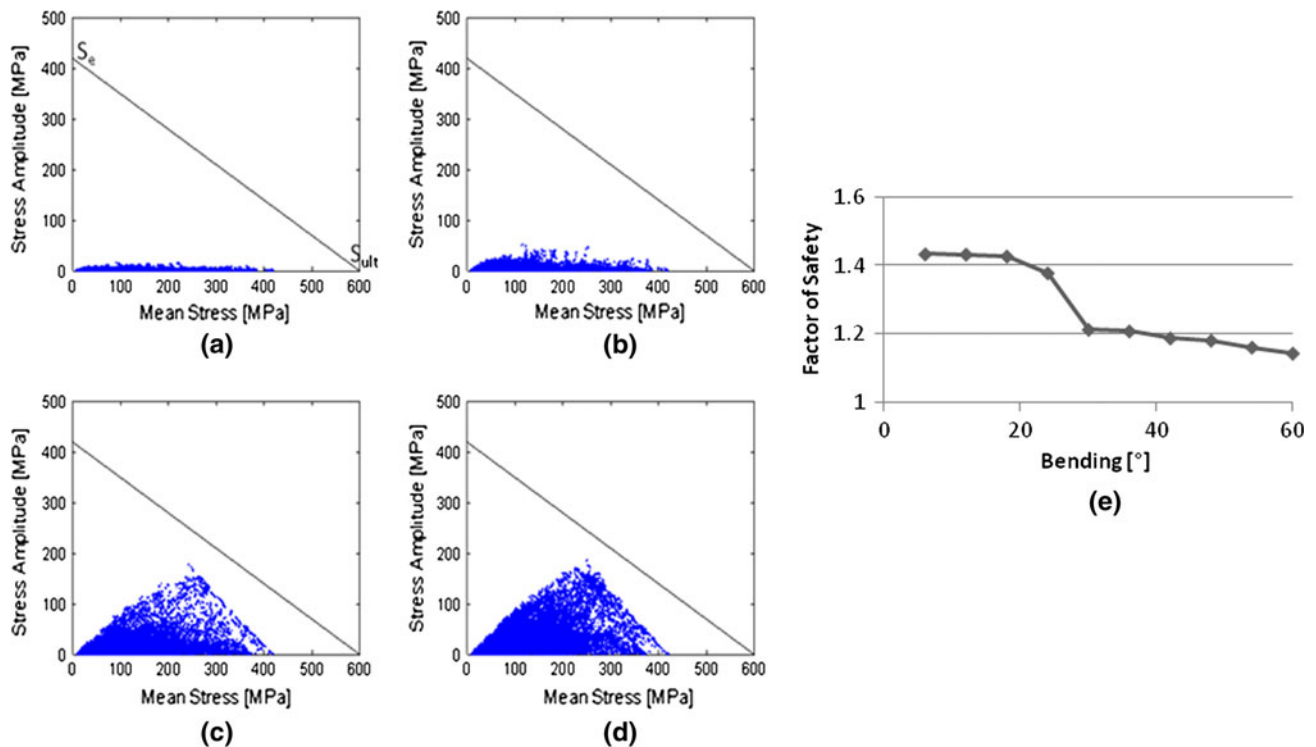 500
400
300
200
100
0
Stress Amplitude [MPa]
Se
Sult
0 100 200 300 400 500 600
Mean Stress [MPa]
(a)
500
400
300
200
100
0
Stress Amplitude [MPa]
0 100 200 300 400 500 600
Mean Stress [MPa]
(b)
500
400
300
200
100
0
Stress Amplitude [MPa]
0 100 200 300 400 500 600
Mean Stress [MPa]
(c)
500
400
300
200
100
0
Stress Amplitude [MPa]
0 100 200 300 400 500 600
Mean Stress [MPa]
(d)
1.6
1.4
1.2
1
Factor of Safety
0 20 40 60
Bending [°]
(e)